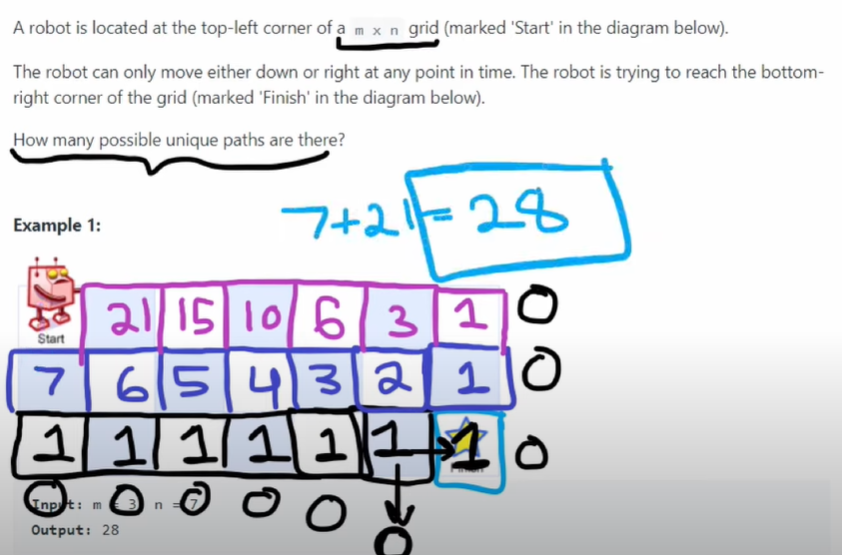 A robot is located at the top-left corner of a m x n grid (marked 'Start' in the diagram below).
The robot can only move either down or right at any point in time. The robot is trying to reach the bottom-
right corner of the grid (marked 'Finish' in the diagram below).
How many possible unique paths are there?
7+21=28
Example 1:
21 15 10 6 3 1 0
Start
7 6 5 4 3 2 1 0
1 1 1 1 1 1 1 0
0 0 0 0 0 0
Input: m = 3, n = 7
Output: 28